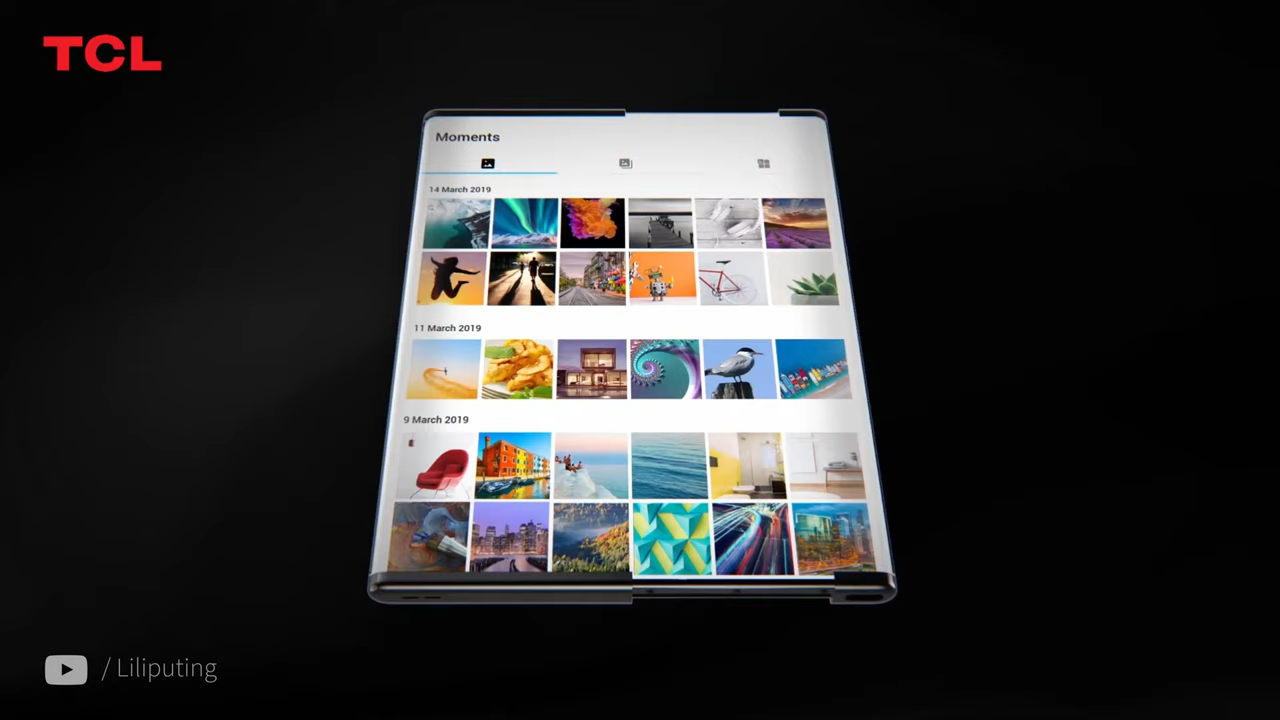 TCL
Moments
14 March 2019
11 March 2019
9 March 2019
/ Liliputing